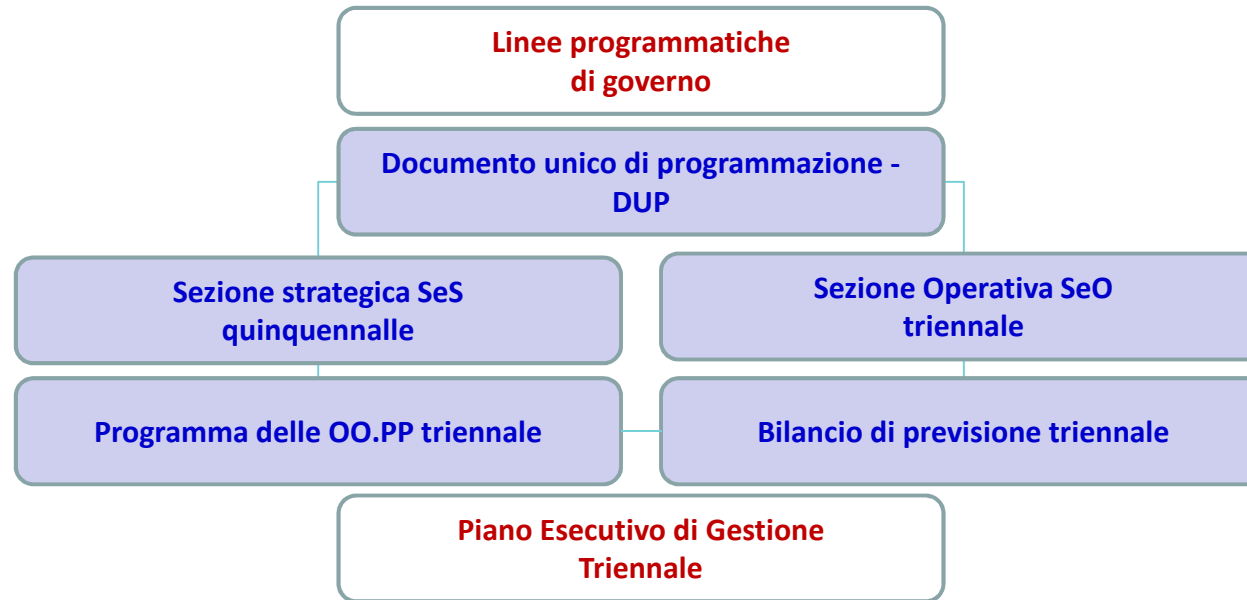 Linee programmatiche
di governo
Documento unico di programmazione -
DUP
Sezione strategica SeS
quinquennalle
Sezione Operativa SeO
triennale
Programma delle OO.PP triennale
Bilancio di previsione triennale
Piano Esecutivo di Gestione
Triennale